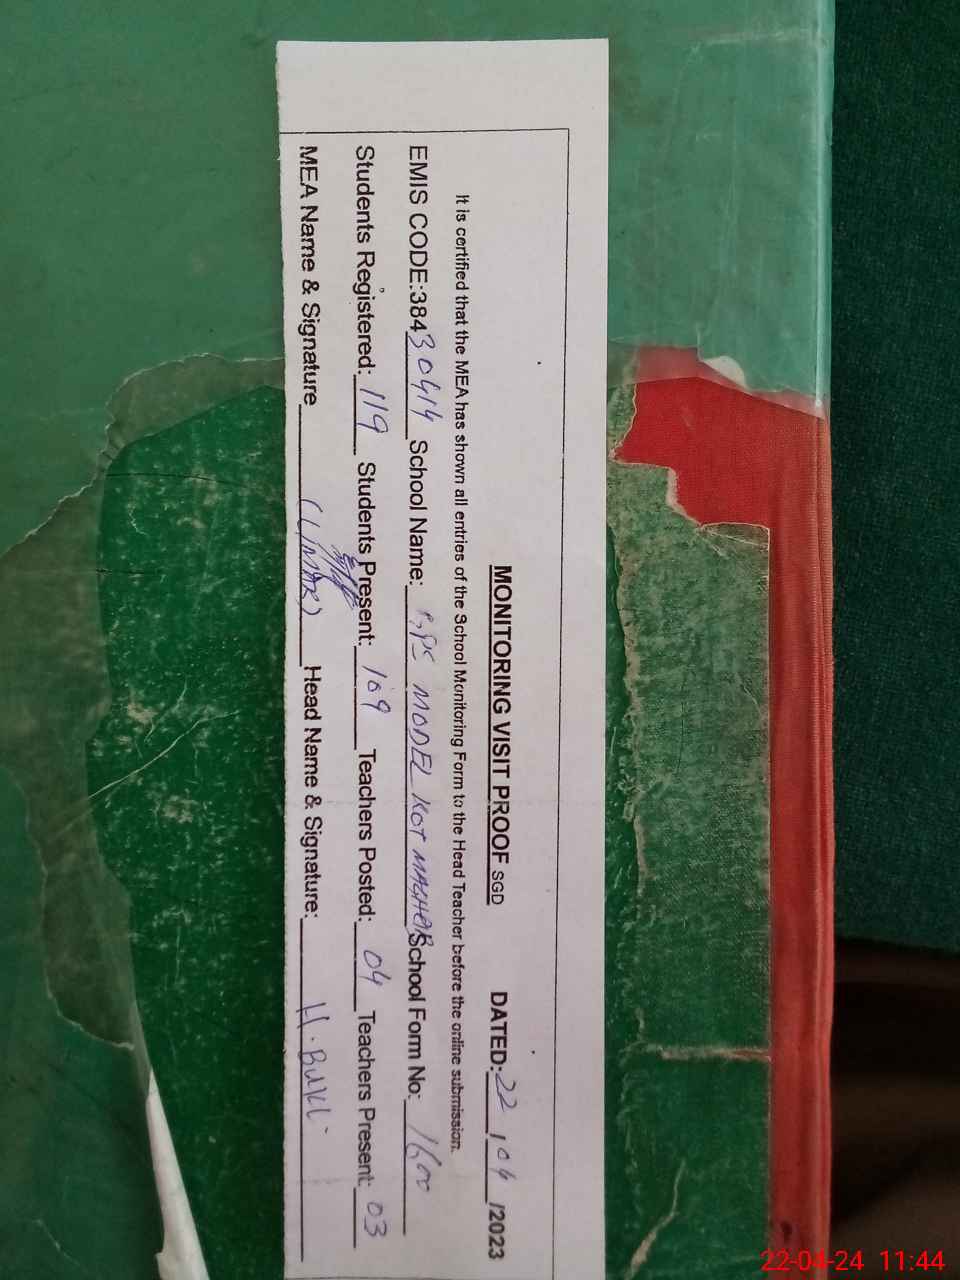 MONITORING VISIT PROOF SGD DATED: 22 / 04 /2023
It is certified that the MEA has shown all entries of the School Monitoring Form to the Head Teacher before the online submission.
EMIS CODE:38430414 School Name: GPS MODEL KOT MAGHER School Form No: 1600
Students Registered: 119 Students Present: 109 Teachers Posted: 04 Teachers Present: 03
MEA Name & Signature (UMAR) Head Name & Signature: H.
22-04-24 11:44